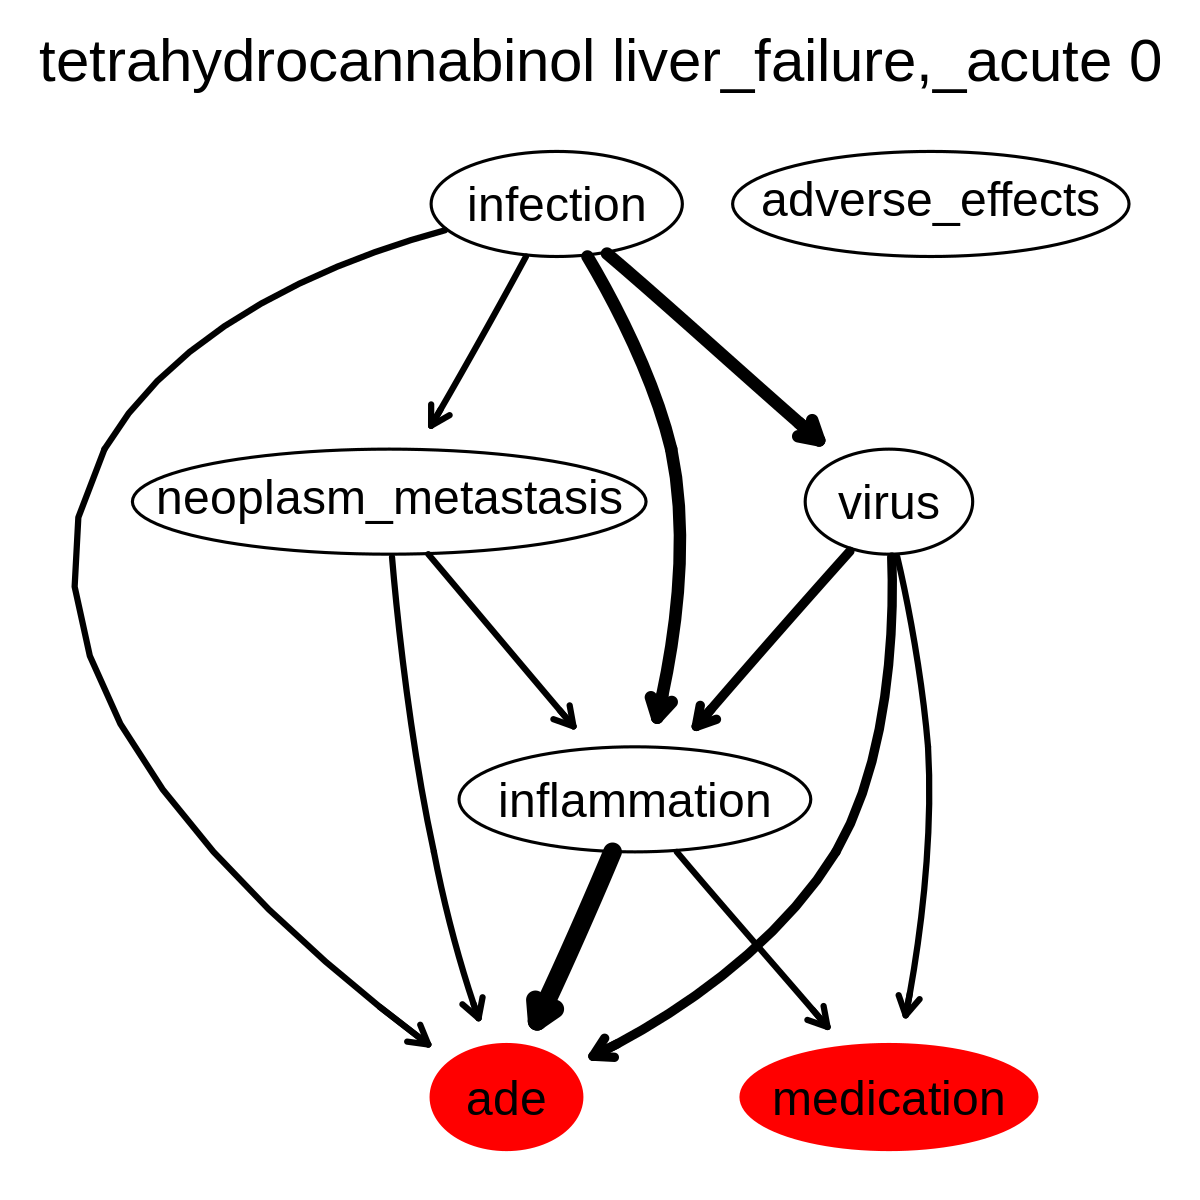 tetrahydrocannabinol liver_failure,_acute 0
infection
adverse_effects
neoplasm_metastasis
virus
inflammation
ade
medication